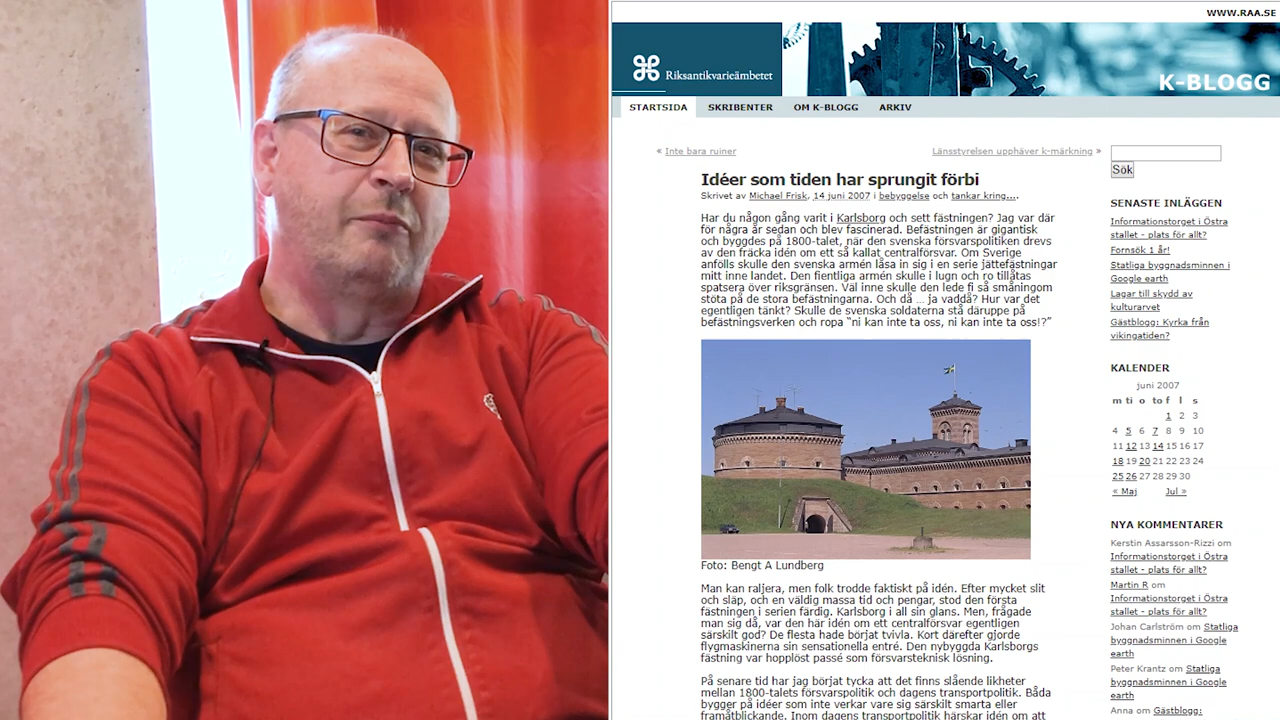 WWW.RAA.SE
Riksantikvarieämbetet
K-BLOGG
STARTSIDA SKRIBENTER OM K-BLOGG ARKIV
« Inte bara ruiner Länsstyrelsen upphäver k-märkning »
Idéer som tiden har sprungit förbi
Skrivet av Michael Frisk, 14 juni 2007 i bebyggelse och tankar kring....
Har du någon gång varit i Karlsborg och sett fästningen? Jag var där
för några år sedan och blev fascinerad. Befästningen är gigantisk
och byggdes på 1800-talet, när den svenska försvarspolitiken drevs
av den fräcka idén om ett så kallat centralförsvar. Om Sverige
anfölls skulle den svenska armén låsa in sig i en serie jättefästningar
mitt inne landet. Den fientliga armén skulle i lugn och ro tillåtas
spatsera över riksgränsen. Väl inne skulle den lede fi så småningom
stöta på de stora befästningarna. Och då … ja vaddå? Hur var det
egentligen tänkt? Skulle de svenska soldaterna stå däruppe på
befästningsverken och ropa ”ni kan inte ta oss, ni kan inte ta oss!?”
Foto: Bengt A Lundberg
Man kan raljera, men folk trodde faktiskt på idén. Efter mycket slit
och släp, och en väldig massa tid och pengar, stod den första
fästningen i serien färdig. Karlsborg i all sin glans. Men, frågade
man sig då, var den här idén om ett centralförsvar egentligen
särskilt god? De flesta hade börjat tvivla. Kort därefter gjorde
flygmaskinerna sin sensationella entré. Den nybyggda Karlsborgs
fästning var hopplöst passé som försvarsteknisk lösning.
På senare tid har jag börjat tycka att det finns slående likheter
mellan 1800-talets försvarspolitik och dagens transportpolitik. Båda
bygger på idéer som inte verkar vare sig särskilt smarta eller
framåtblickande. Inom dagens transportpolitik härskar idén om att
Sök
SENASTE INLÄGGEN
Informationstorget i Östra
stallet - plats för allt?
Fornsök 1 år!
Statliga byggnadsminnen i
Google earth
Lagar till skydd av
kulturarvet
Gästblogg: Kyrka från
vikingatiden?
KALENDER
juni 2007
m ti o to f l s
1 2 3
4 5 6 7 8 9 10
11 12 13 14 15 16 17
18 19 20 21 22 23 24
25 26 27 28 29 30
« Maj Jul »
NYA KOMMENTARER
Kerstin Assarsson-Rizzi om
Informationstorget i Östra
stallet - plats för allt?
Martin R om
Informationstorget i Östra
stallet - plats för allt?
Johan Carlström om Statliga
byggnadsminnen i Google
earth
Peter Krantz om Statliga
byggnadsminnen i Google
earth
Anna om Gästblogg: